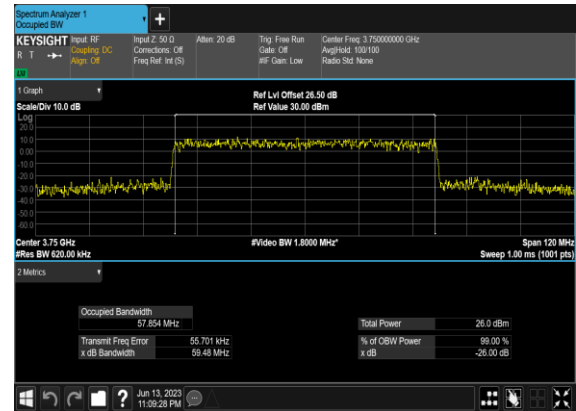 Spectrum Analyzer 1
Occupied BW
+
KEYSIGHT Input: RF Input Z: 50 Ω Atten: 20 dB Trig: Free Run Center Freq: 3.750000000 GHz
R T Coupling: DC Corrections: Off Gate: Off Avg|Hold: 100/100
Align: Off Freq Ref: Int (S) #IF Gain: Low Radio Std: None
1 Graph
Ref Lvl Offset 26.50 dB
Scale/Div 10.0 dB Ref Value 30.00 dBm
Log
20.0
10.0
0.00
-10.0
-20.0
-30.0
-40.0
-50.0
-60.0
Center 3.75 GHz #Video BW 1.8000 MHz* Span 120 MHz
#Res BW 620.00 kHz Sweep 1.00 ms (1001 pts)
2 Metrics
Occupied Bandwidth
57.854 MHz Total Power 26.0 dBm
Transmit Freq Error 55.701 kHz % of OBW Power 99.00 %
x dB Bandwidth 59.48 MHz x dB -26.00 dB
? Jun 13, 2023
11:09:28 PM